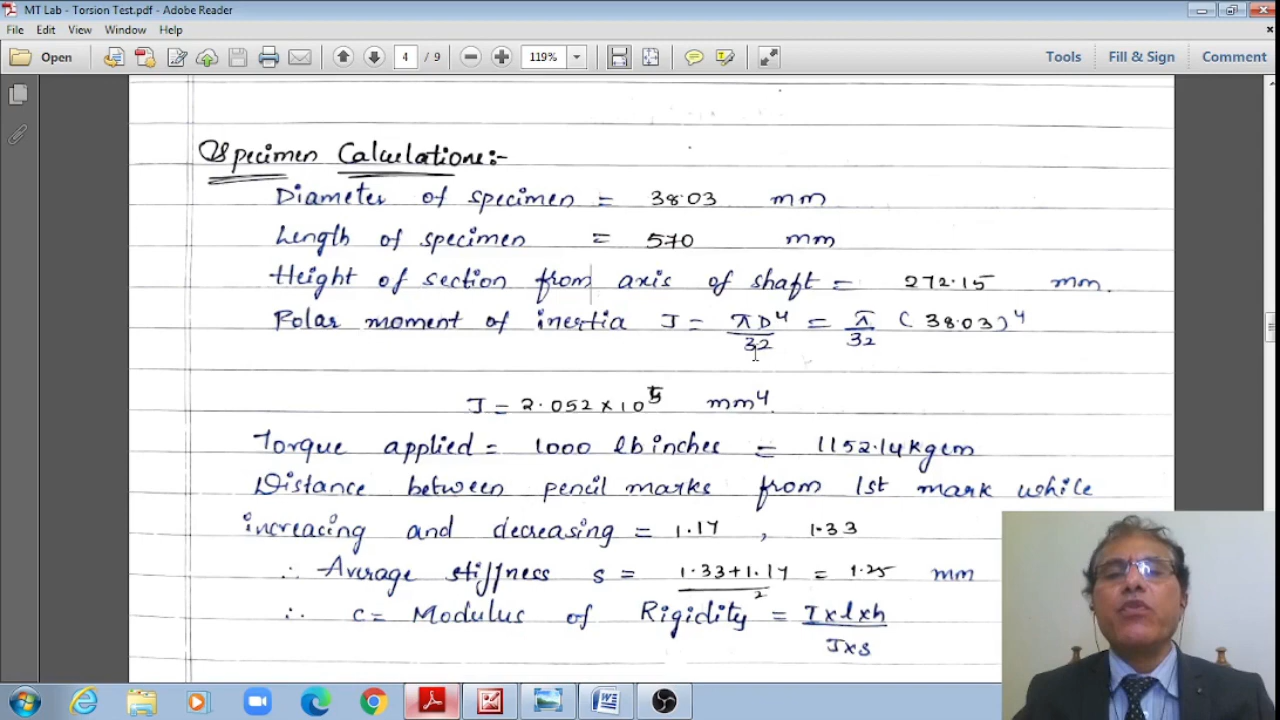 MT Lab - Torsion Test.pdf - Adobe Reader
File Edit View Window Help
Open 4 / 9 119% Tools Fill & Sign Comment
Specimen Calculations:-
Diameter of specimen = 38.03 mm
Length of specimen = 570 mm
Height of section from axis of shaft = 272.15 mm.
Polar moment of inertia J = πD⁴/32 = π/32 (38.03)⁴
J = 2.052 × 10⁵ mm⁴.
Torque applied = 1000 lb inches = 1152.14 kgcm
Distance between pencil marks from 1st mark while
increasing and decreasing = 1.17 , 1.33
∴ Average stiffness s = 1.33+1.17/2 = 1.25 mm
∴ c = Modulus of Rigidity = T×l×h/J×s